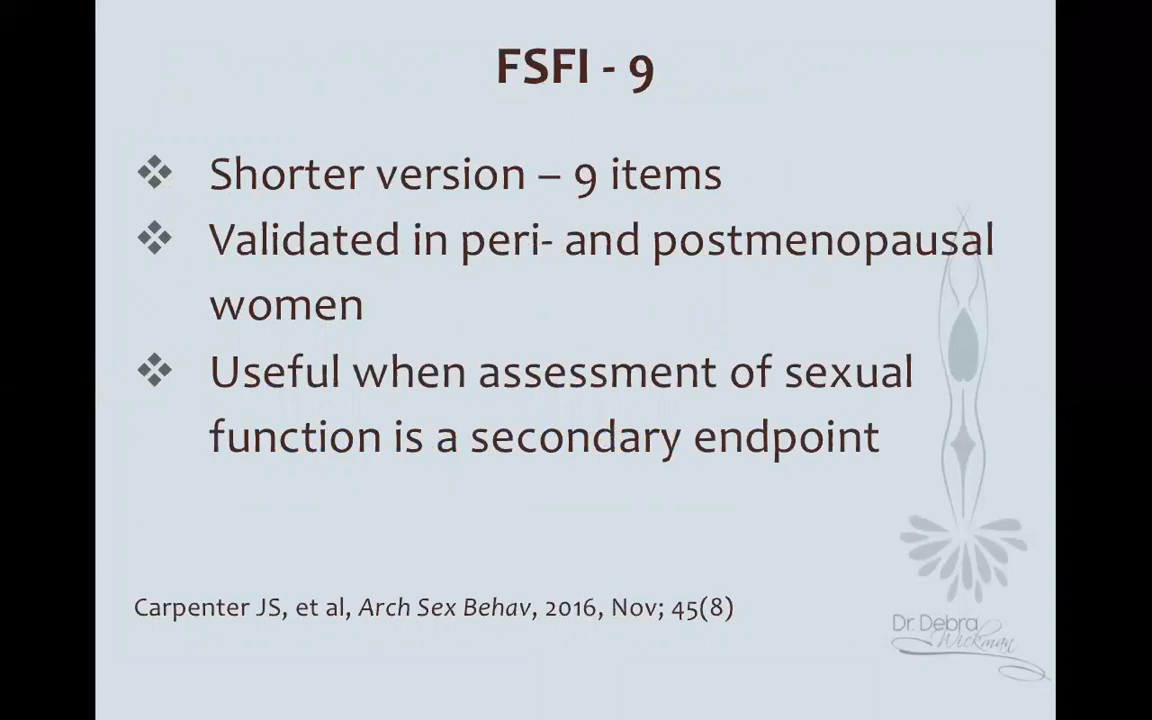 FSFI - 9
❖ Shorter version – 9 items
❖ Validated in peri- and postmenopausal
women
❖ Useful when assessment of sexual
function is a secondary endpoint
Carpenter JS, et al, Arch Sex Behav, 2016, Nov; 45(8)
Dr. Debra
Wickman